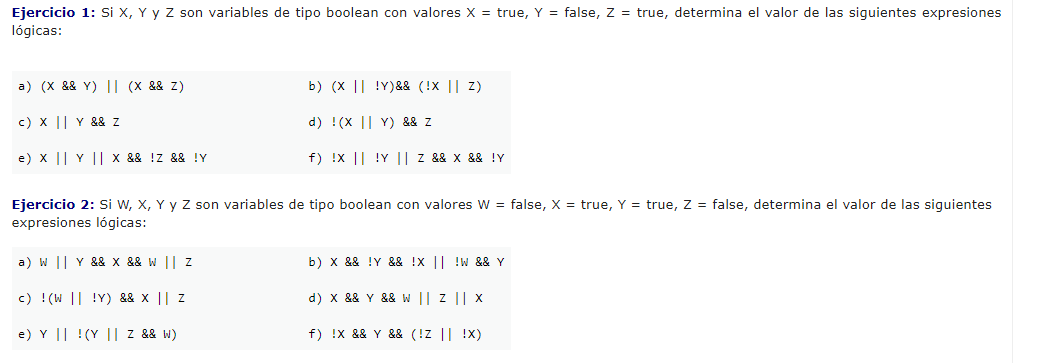 Ejercicio 1: Si X, Y y Z son variables de tipo boolean con valores X = true, Y = false, Z = true, determina el valor de las siguientes expresiones
lógicas:
a) (X && Y) || (X && Z) b) (X || !Y)&& (!X || Z)
c) X || Y && Z d) !(X || Y) && Z
e) X || Y || X && !Z && !Y f) !X || !Y || Z && X && !Y
Ejercicio 2: Si W, X, Y y Z son variables de tipo boolean con valores W = false, X = true, Y = true, Z = false, determina el valor de las siguientes
expresiones lógicas:
a) W || Y && X && W || Z b) X && !Y && !X || !W && Y
c) !(W || !Y) && X || Z d) X && Y && W || Z || X
e) Y || !(Y || Z && W) f) !X && Y && (!Z || !X)